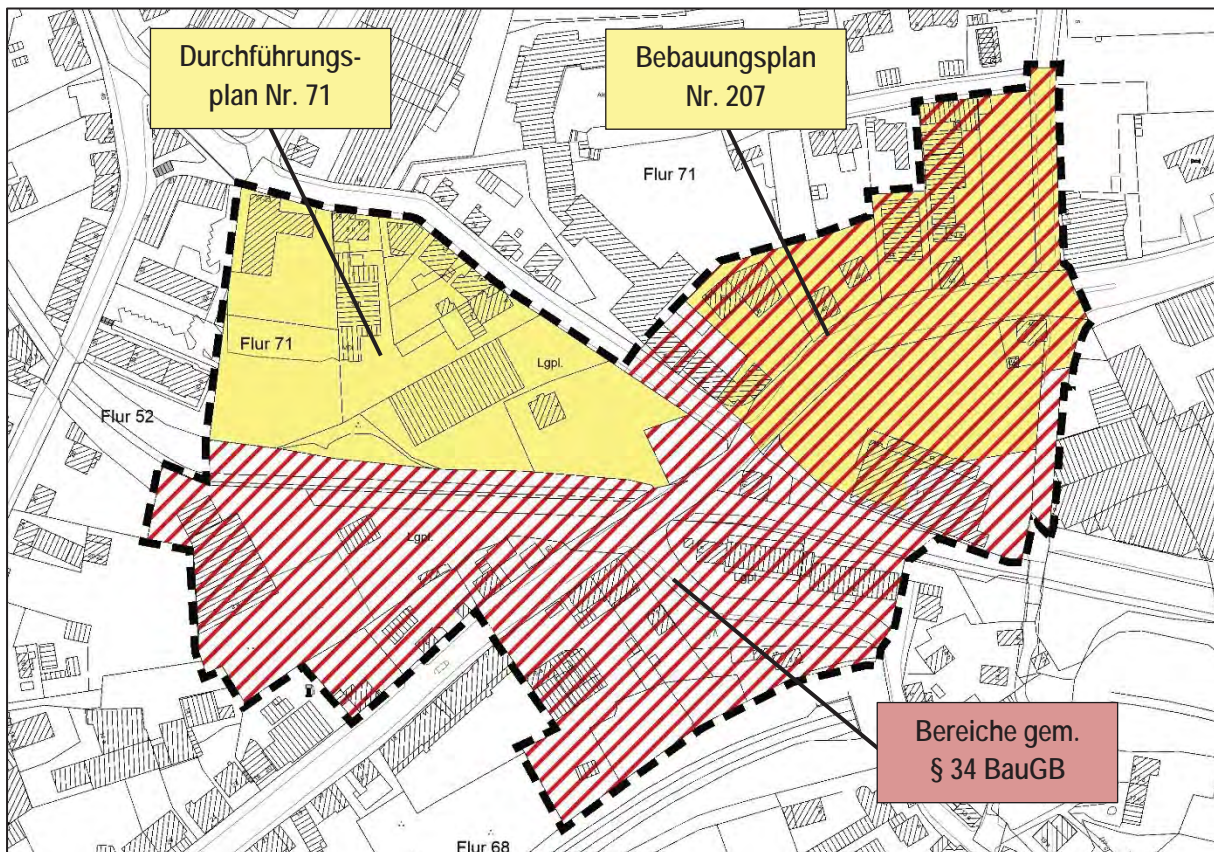 Durchführungs-
plan Nr. 71
Bebauungsplan
Nr. 207
Flur 71
Flur 71
Lgpl.
Flur 52
Lgpl.
Lgpl.
Bereiche gem.
§ 34 BauGB
Flur 68